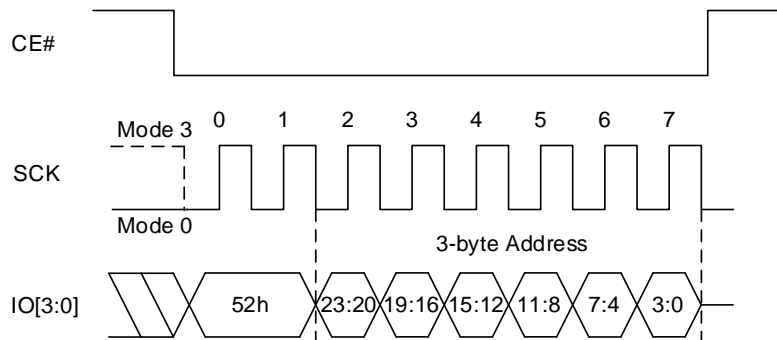 CE#
0 1 2 3 4 5 6 7
Mode 3
SCK
Mode 0
3-byte Address
IO[3:0] 52h 23:20 19:16 15:12 11:8 7:4 3:0